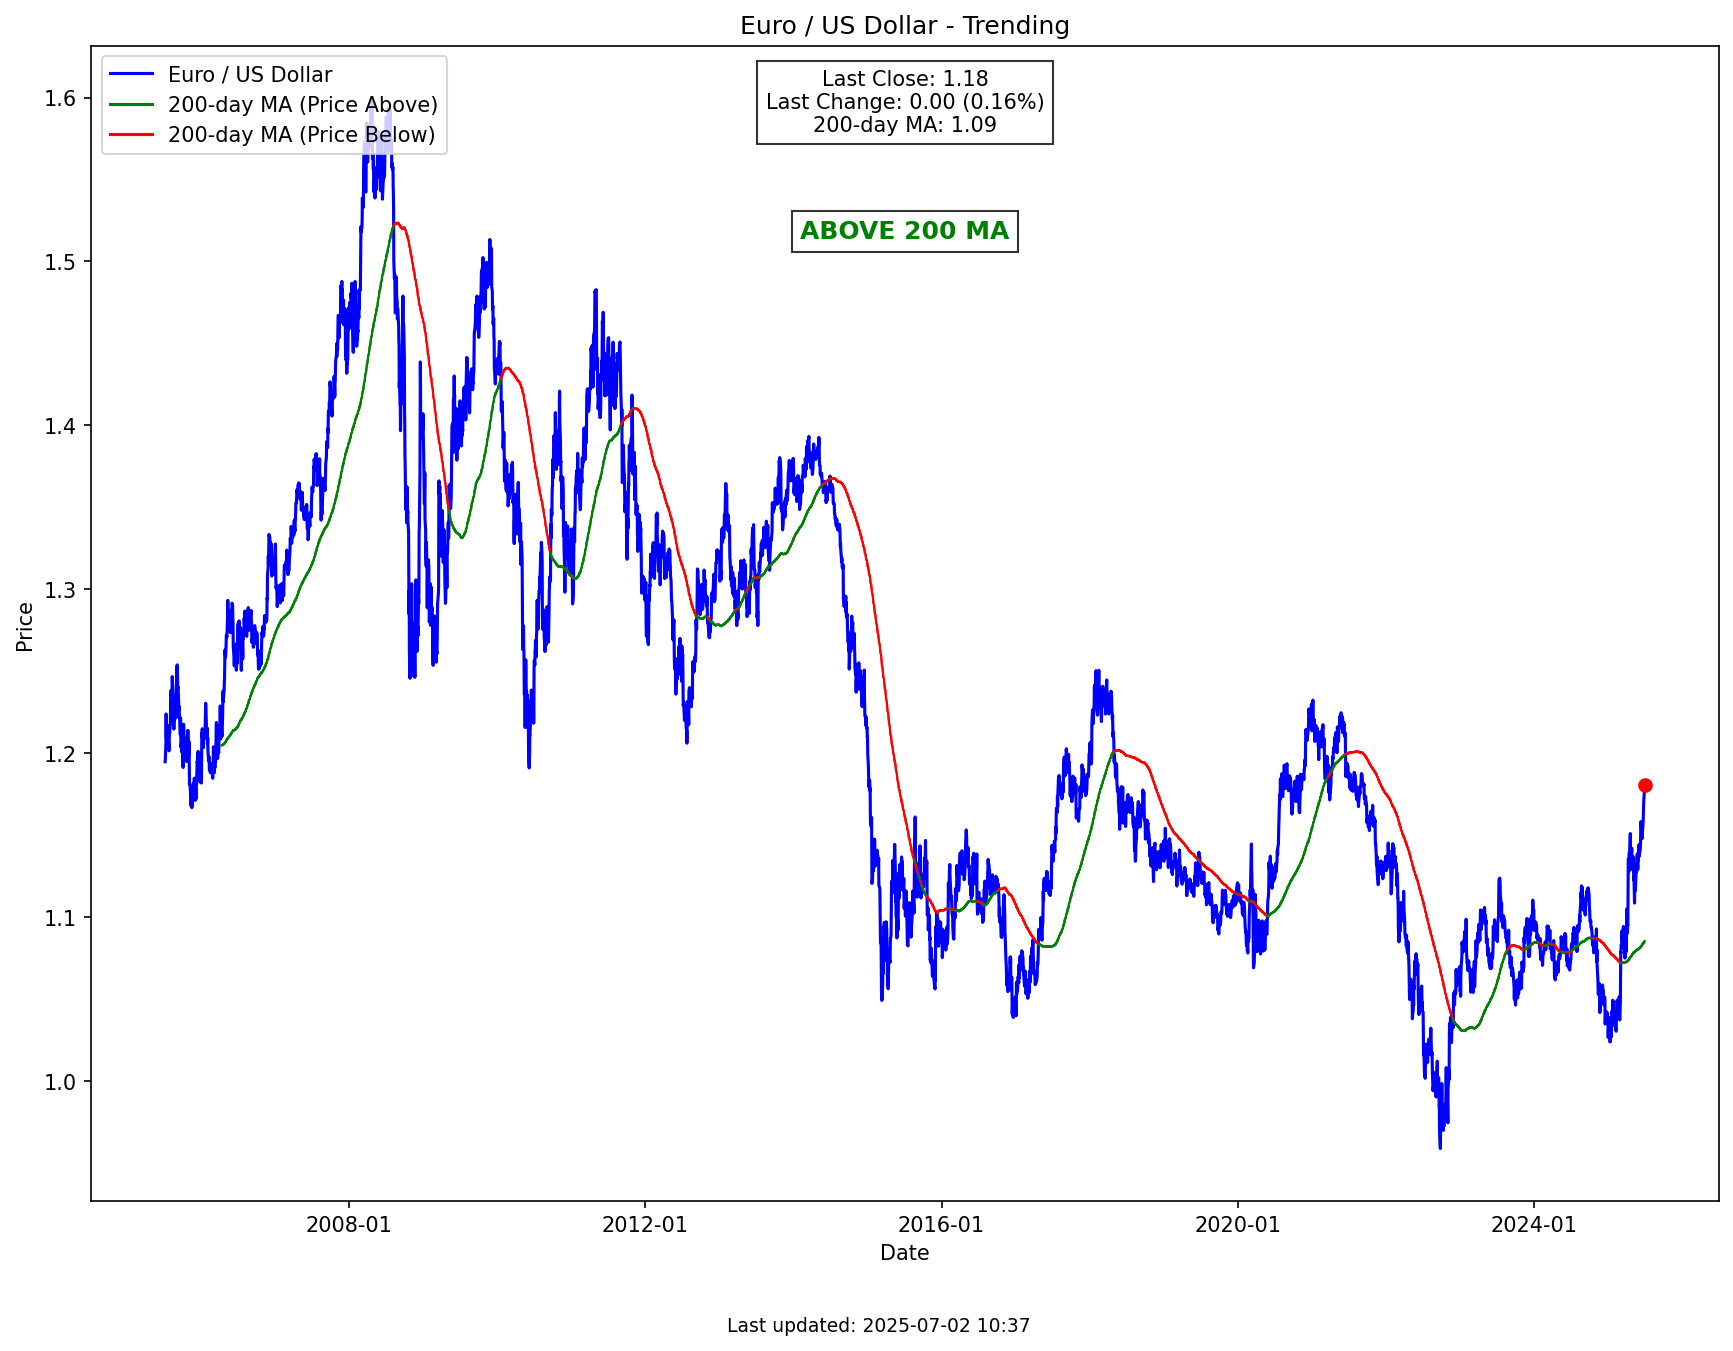 Euro / US Dollar - Trending
Euro / US Dollar
200-day MA (Price Above)
200-day MA (Price Below)
Last Close: 1.18
Last Change: 0.00 (0.16%)
200-day MA: 1.09
ABOVE 200 MA
1.6
1.5
1.4
1.3
1.2
1.1
1.0
Price
2008-01
2012-01
2016-01
2020-01
2024-01
Date
Last updated: 2025-07-02 10:37